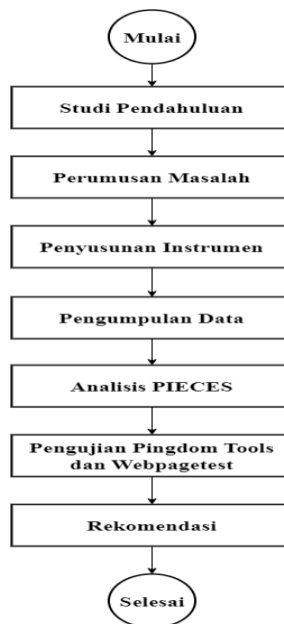 Mulai
Studi Pendahuluan
Perumusan Masalah
Penyusunan Instrumen
Pengumpulan Data
Analisis PIECES
Pengujian Pingdom Tools
dan Webpagetest
Rekomendasi
Selesai